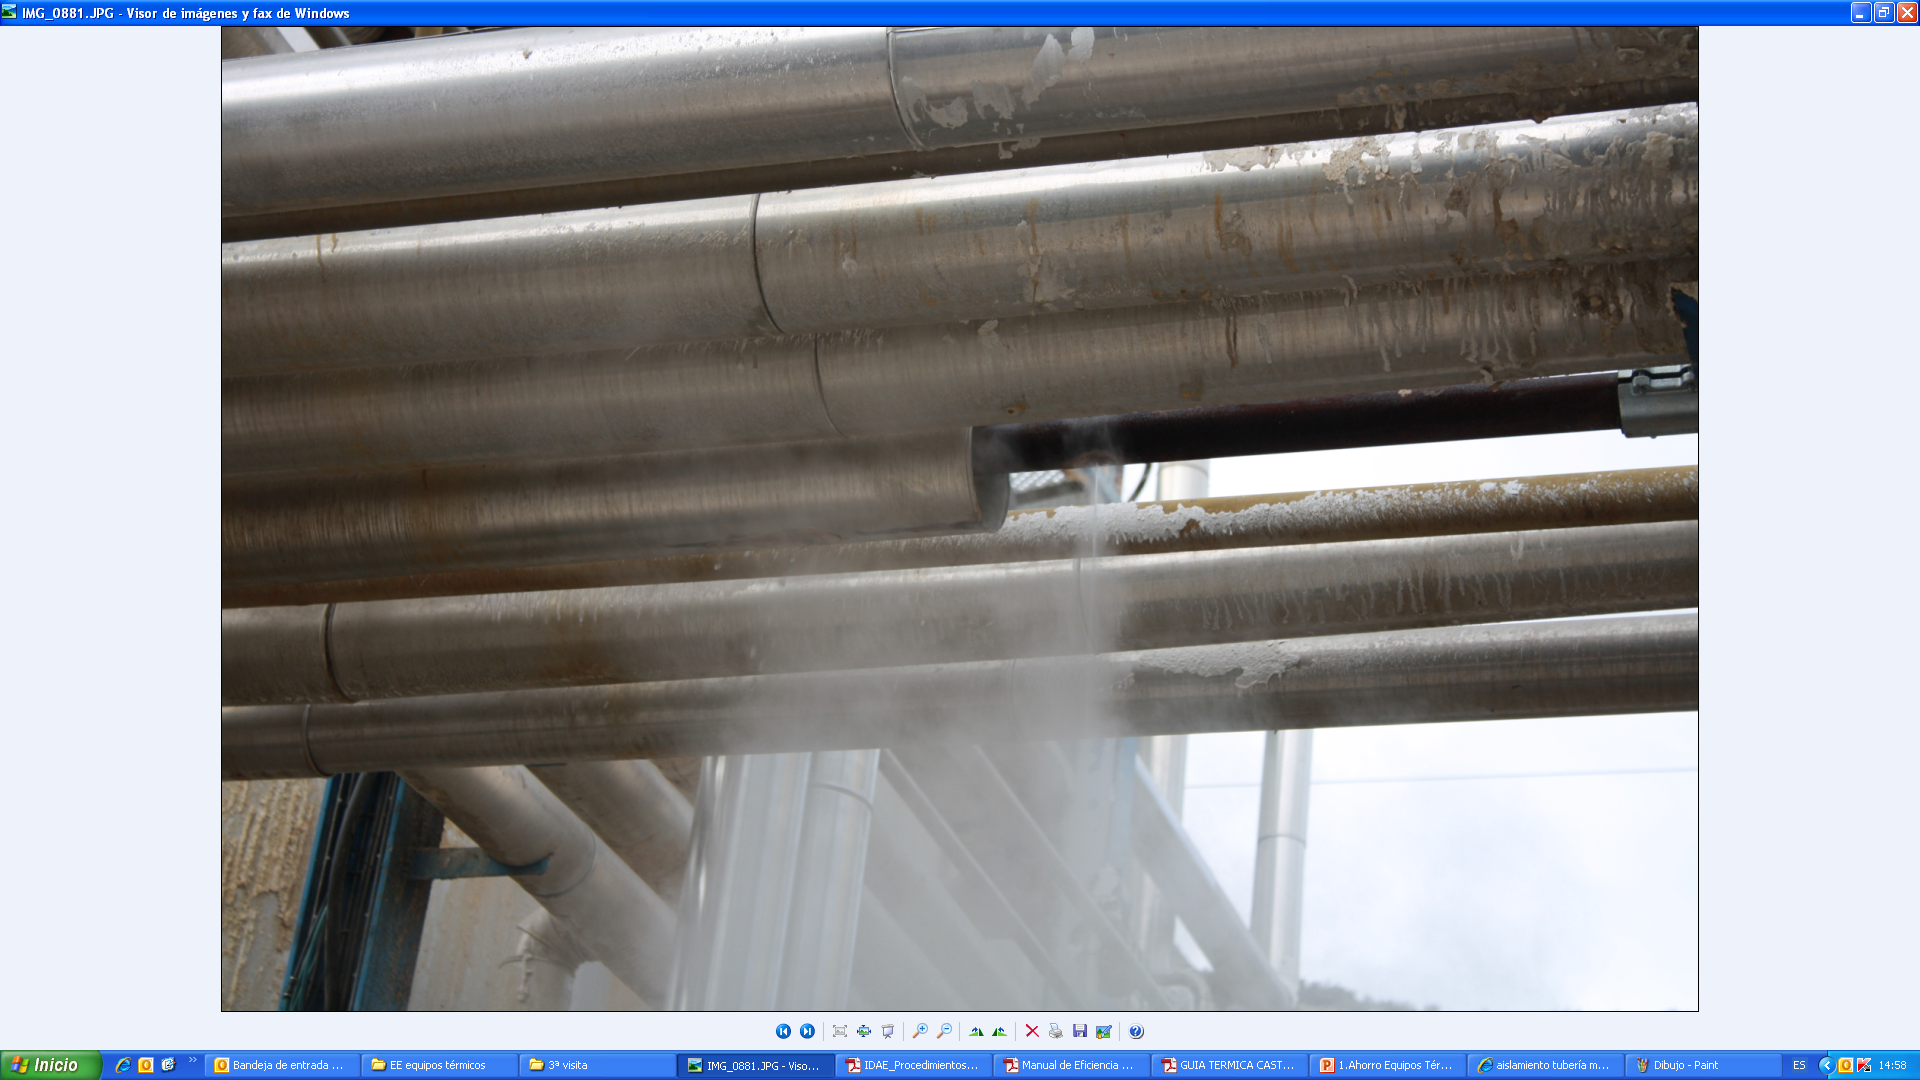 IMG_0881.JPG - Visor de imágenes y fax de Windows
Inicio
Bandeja de entrada ...
EE equipos térmicos
3ª visita
IMG_0881.JPG - Viso...
IDAE_Procedimientos...
Manual de Eficiencia ...
GUIA TERMICA CAST...
1.Ahorro Equipos Tér...
aislamiento tubería m...
Dibujo - Paint
ES
14:58